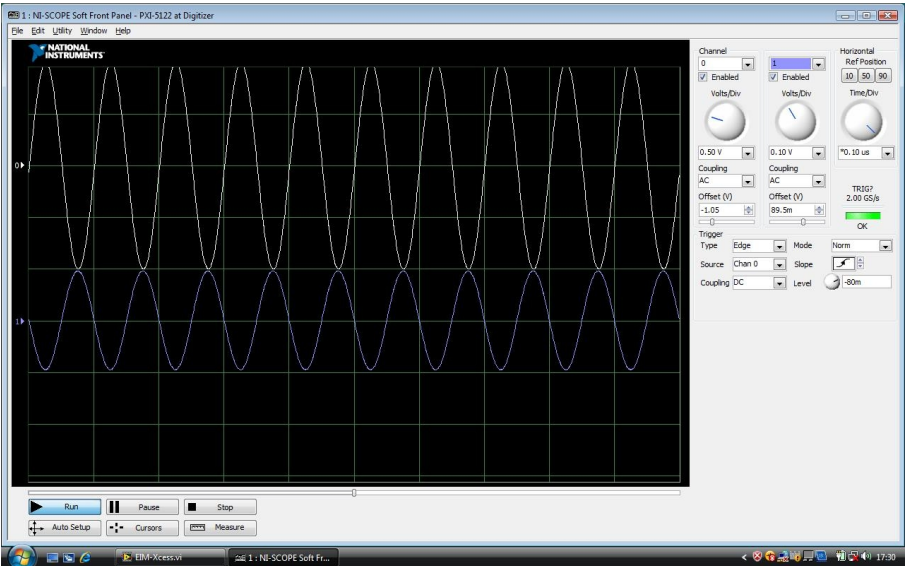 1 : NI-SCOPE Soft Front Panel - PXI-5122 at Digitizer
File Edit Utility Window Help
NATIONAL
INSTRUMENTS
0
1
Channel
0
1
Enabled
Enabled
Volts/Div
Volts/Div
0.50 V
0.10 V
Coupling
Coupling
AC
AC
Offset (V)
Offset (V)
-1.05
89.5m
Horizontal
Ref Position
10 50 90
Time/Div
*0.10 us
TRIG?
2.00 GS/s
OK
Trigger
Type Edge Mode Norm
Source Chan 0 Slope
Coupling DC Level -80m
Run Pause Stop
Auto Setup Cursors Measure
EIM-Xcess.vi
1 : NI-SCOPE Soft Fr...
17:30